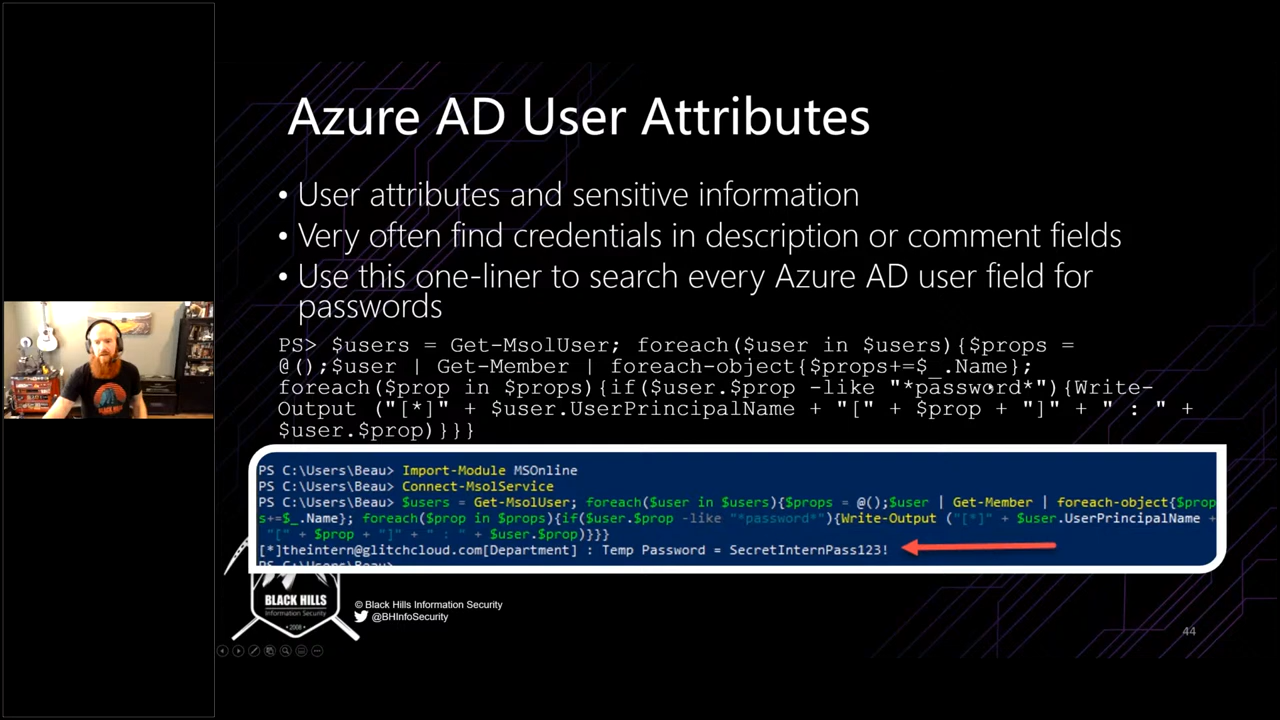 Azure AD User Attributes
• User attributes and sensitive information
• Very often find credentials in description or comment fields
• Use this one-liner to search every Azure AD user field for
passwords
PS> $users = Get-MsolUser; foreach($user in $users){$props =
@();$user | Get-Member | foreach-object{$props+=$_.Name};
foreach($prop in $props){if($user.$prop -like "*password*"){Write-
Output ("[*]" + $user.UserPrincipalName + "[" + $prop + "]" + " : " +
$user.$prop)}}}
PS C:\Users\Beau> Import-Module MSOnline
PS C:\Users\Beau> Connect-MsolService
PS C:\Users\Beau> $users = Get-MsolUser; foreach($user in $users){$props = @();$user | Get-Member | foreach-object{$prop
s+=$_.Name}; foreach($prop in $props){if($user.$prop -like "*password*"){Write-Output ("[*]" + $user.UserPrincipalName +
"[" + $prop + "]" + " : " + $user.$prop)}}}
[*]theintern@glitchcloud.com[Department] : Temp Password = SecretInternPass123!
PS C:\Users\Beau>
BLACK HILLS
Information Security
• 2008 •
© Black Hills Information Security
@BHInfoSecurity
44